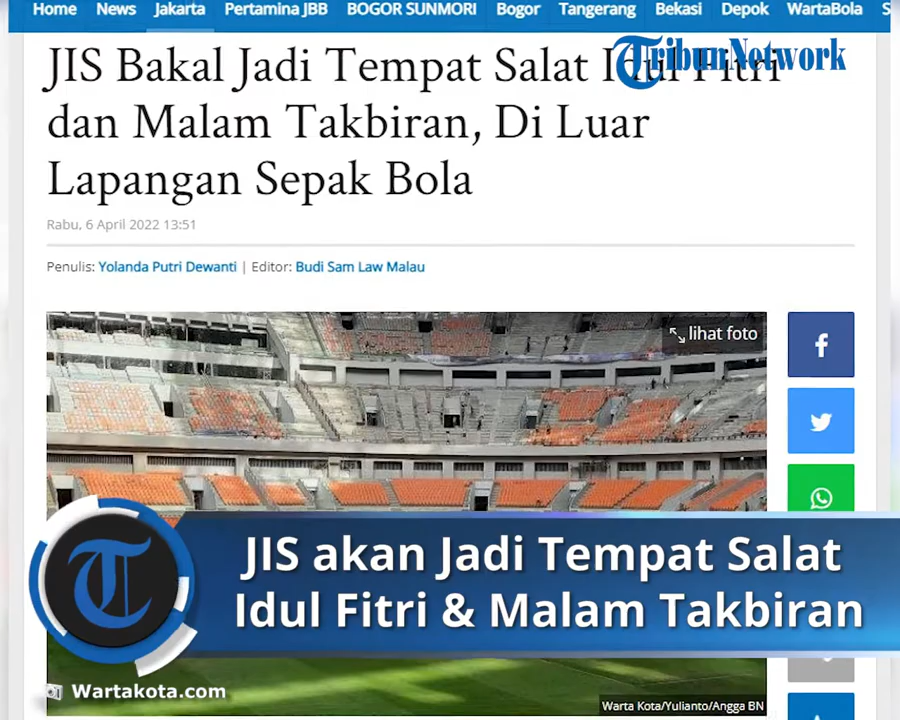 Home News Jakarta Pertamina JBB BOGOR SUNMORI Bogor Tangerang Bekasi Depok WartaBola S
TribunNetwork
JIS Bakal Jadi Tempat Salat Idul Fitri
dan Malam Takbiran, Di Luar
Lapangan Sepak Bola
Rabu, 6 April 2022 13:51
Penulis: Yolanda Putri Dewanti | Editor: Budi Sam Law Malau
lihat foto
JIS akan Jadi Tempat Salat
Idul Fitri & Malam Takbiran
Wartakota.com
Warta Kota/Yulianto/Angga BN